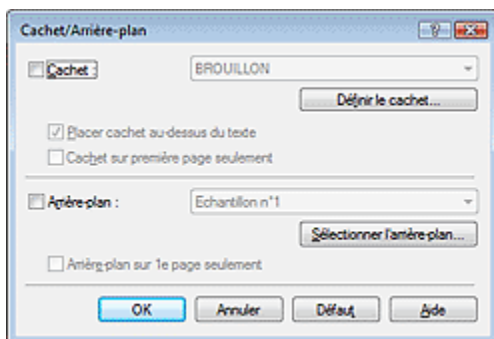 Cachet/Arrière-plan
Cachet : BROUILLON
Définir le cachet...
Placer cachet au-dessus du texte
Cachet sur première page seulement
Arrière-plan : Echantillon n°1
Sélectionner l'arrière-plan...
Arrière-plan sur 1e page seulement
OK Annuler Défaut Aide